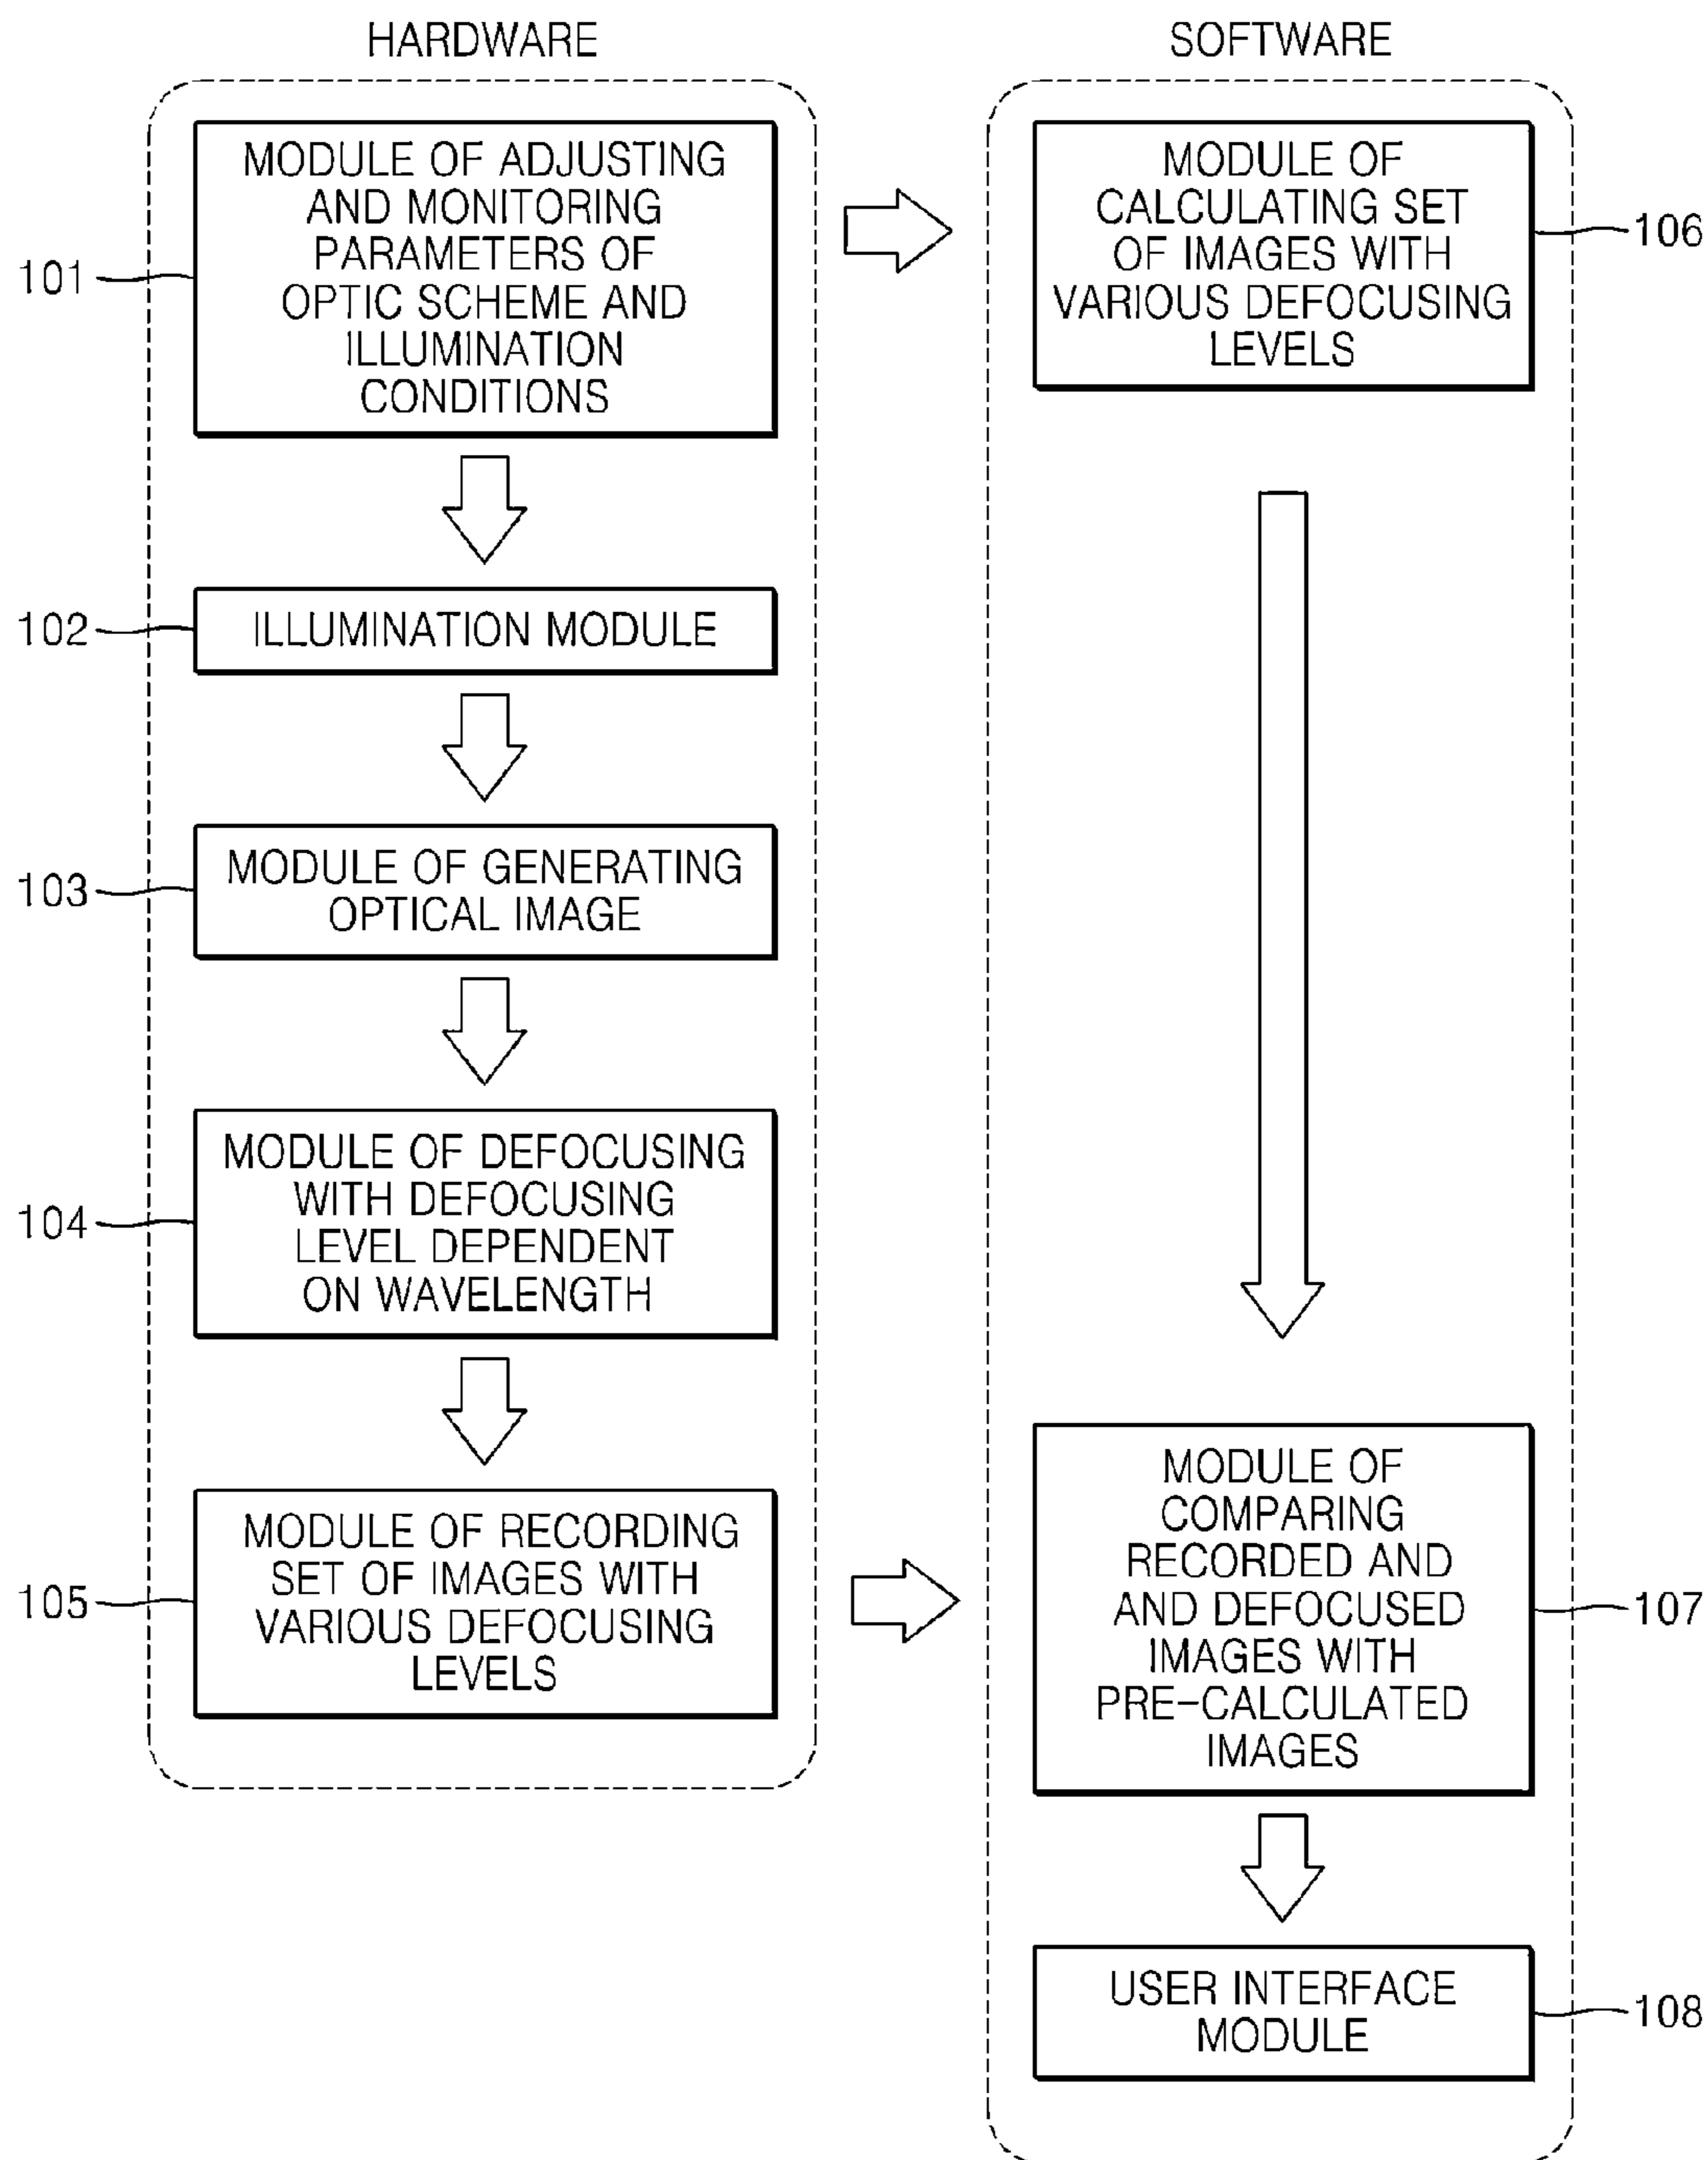 HARDWARE
MODULE OF ADJUSTING
AND MONITORING
PARAMETERS OF
OPTIC SCHEME AND
ILLUMINATION
CONDITIONS
101
ILLUMINATION MODULE
102
MODULE OF GENERATING
OPTICAL IMAGE
103
MODULE OF DEFOCUSING
WITH DEFOCUSING
LEVEL DEPENDENT
ON WAVELENGTH
104
MODULE OF RECORDING
SET OF IMAGES WITH
VARIOUS DEFOCUSING
LEVELS
105
SOFTWARE
MODULE OF
CALCULATING SET
OF IMAGES WITH
VARIOUS DEFOCUSING
LEVELS
106
MODULE OF
COMPARING
RECORDED AND
AND DEFOCUSED
IMAGES WITH
PRE-CALCULATED
IMAGES
107
USER INTERFACE
MODULE
108